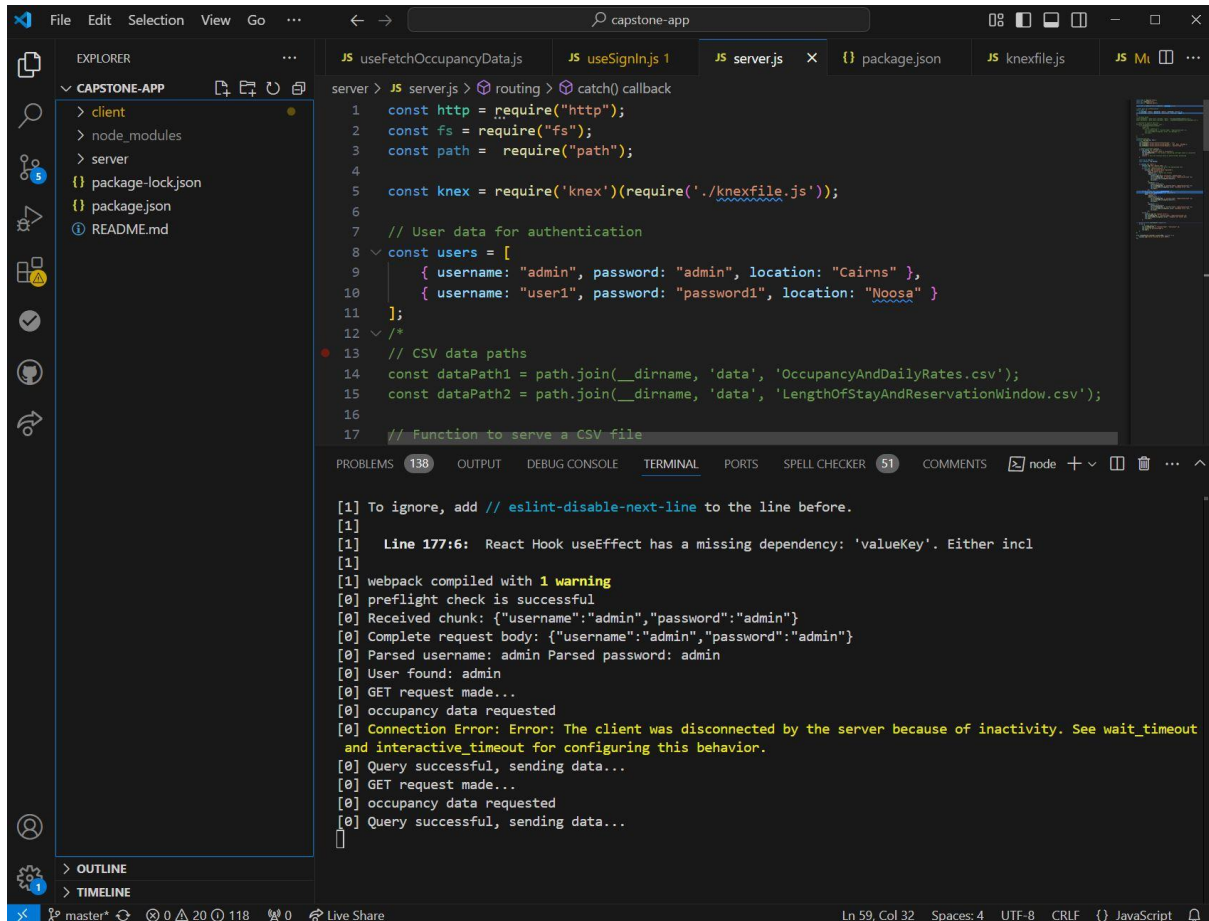 File Edit Selection View Go ··· ← → capstone-app
EXPLORER ···
CAPSTONE-APP
> client
> node_modules
> server
{} package-lock.json
{} package.json
README.md
> OUTLINE
> TIMELINE
5
1
JS useFetchOccupancyData.js JS useSignIn.js 1 JS server.js × {} package.json JS knexfile.js JS
server > JS server.js > routing > catch() callback
1 const http = require("http");
2 const fs = require("fs");
3 const path =  require("path");
4
5 const knex = require('knex')(require('./knexfile.js'));
6
7 // User data for authentication
8 const users = [
9     { username: "admin", password: "admin", location: "Cairns" },
10     { username: "user1", password: "password1", location: "Noosa" }
11 ];
12 /*
13 // CSV data paths
14 const dataPath1 = path.join(__dirname, 'data', 'OccupancyAndDailyRates.csv');
15 const dataPath2 = path.join(__dirname, 'data', 'LengthOfStayAndReservationWindow.csv');
16
17 // Function to serve a CSV file
PROBLEMS 138 OUTPUT DEBUG CONSOLE TERMINAL PORTS SPELL CHECKER 51 COMMENTS node + ···
[1] To ignore, add // eslint-disable-next-line to the line before.
[1]
[1]   Line 177:6:  React Hook useEffect has a missing dependency: 'valueKey'. Either incl
[1]
[1] webpack compiled with 1 warning
[0] preflight check is successful
[0] Received chunk: {"username":"admin","password":"admin"}
[0] Complete request body: {"username":"admin","password":"admin"}
[0] Parsed username: admin Parsed password: admin
[0] User found: admin
[0] GET request made...
[0] occupancy data requested
[0] Connection Error: Error: The client was disconnected by the server because of inactivity. See wait_timeout
and interactive_timeout for configuring this behavior.
[0] Query successful, sending data...
[0] GET request made...
[0] occupancy data requested
[0] Query successful, sending data...
master* 0 20 118 0 Live Share Ln 59, Col 32 Spaces: 4 UTF-8 CRLF {} JavaScript